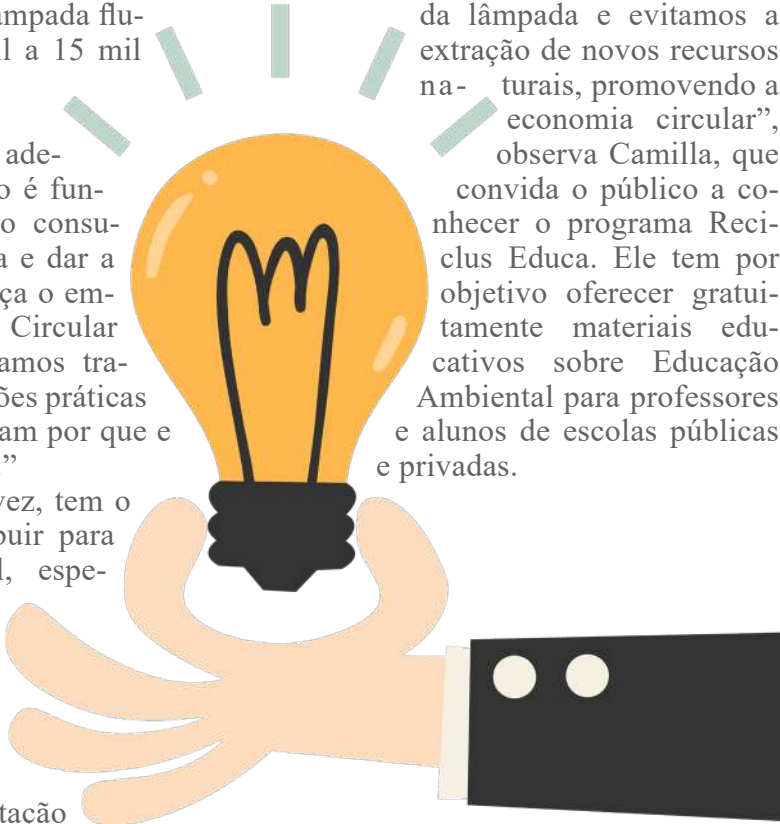 âmpada flu-
l a 15 mil
ade-
o é fun-
o consu-
a e dar a
ça o em-
Circular
amos tra-
ões práticas
am por que e
.”
vez, tem o
buir para
l, espe-
tação
da lâmpada e evitamos a
extração de novos recursos
na- turais, promovendo a
economia circular”,
observa Camilla, que
convida o público a co-
nhecer o programa Reci-
clus Educa. Ele tem por
objetivo oferecer gratui-
tamente materiais edu-
cativos sobre Educação
Ambiental para professores
e alunos de escolas públicas
e privadas.